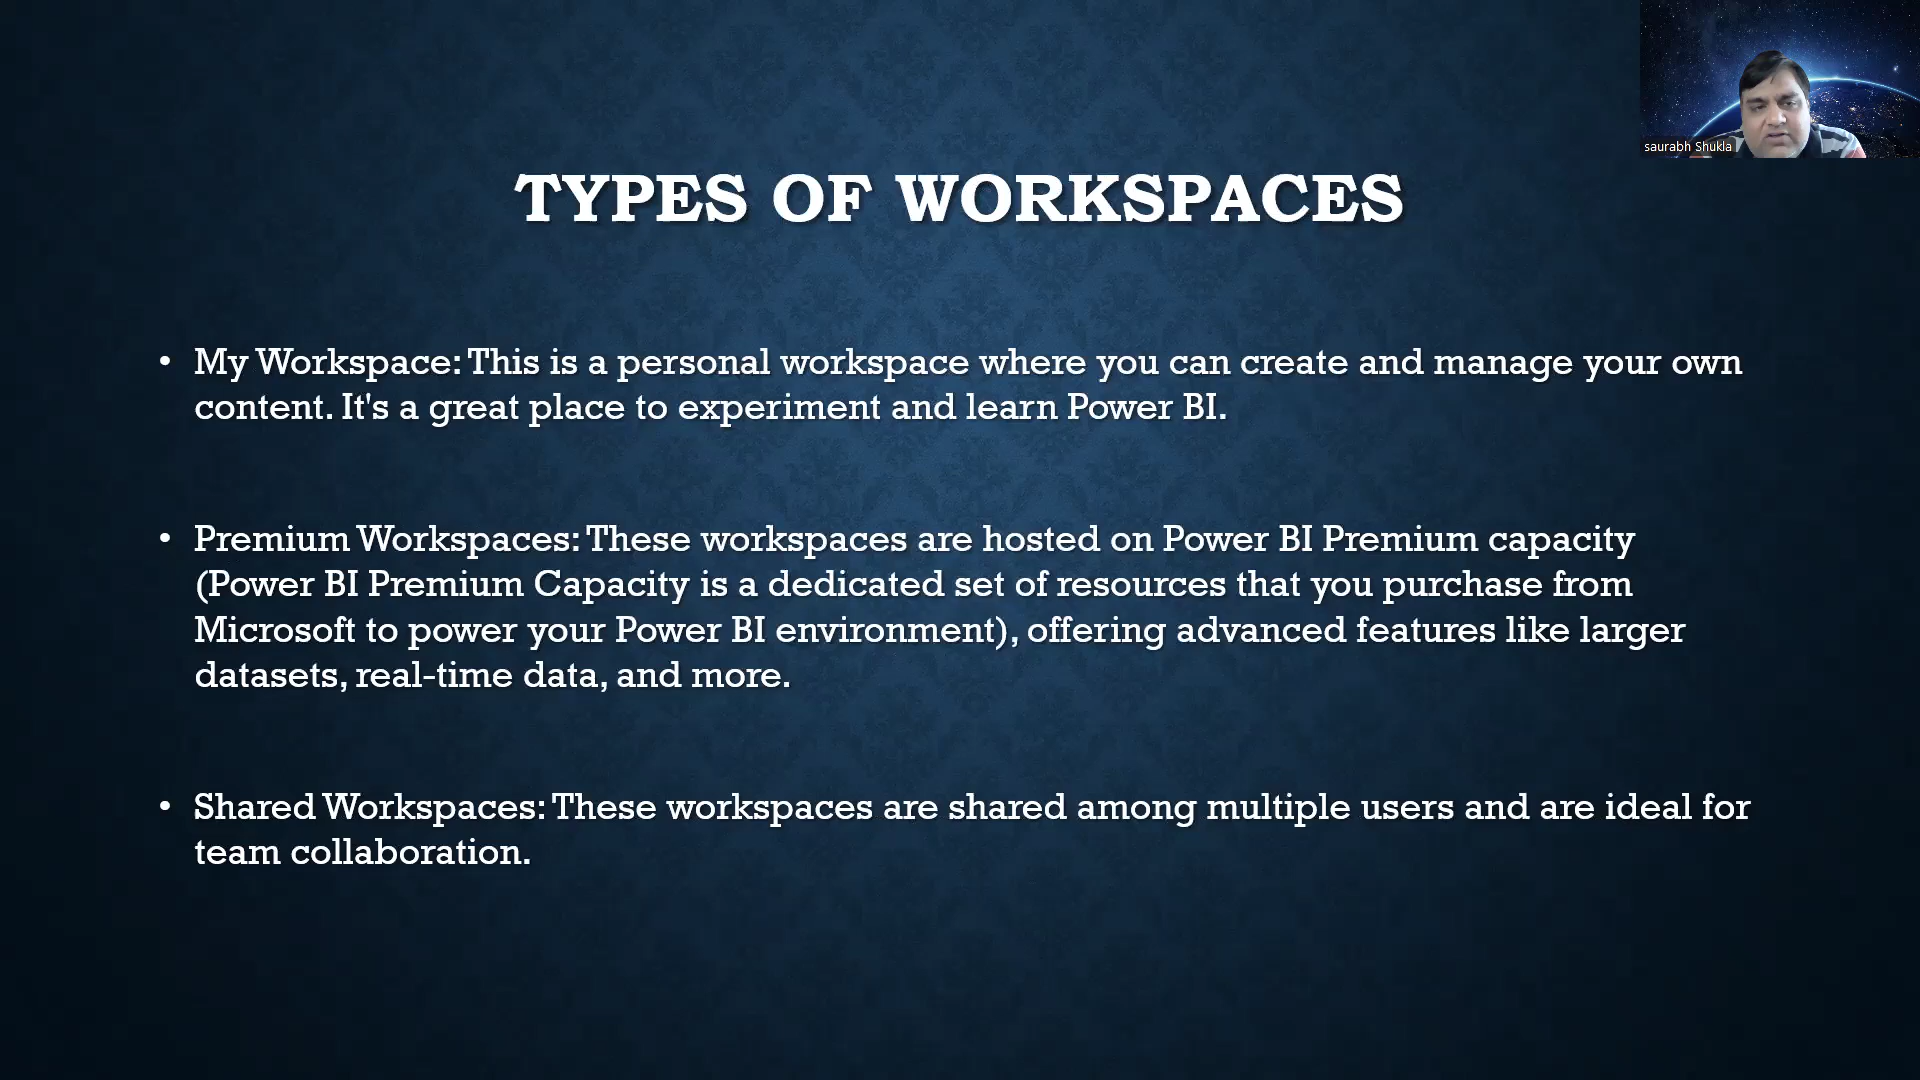 saurabh Shukla
TYPES OF WORKSPACES
• My Workspace: This is a personal workspace where you can create and manage your own
content. It's a great place to experiment and learn Power BI.
• Premium Workspaces: These workspaces are hosted on Power BI Premium capacity
(Power BI Premium Capacity is a dedicated set of resources that you purchase from
Microsoft to power your Power BI environment), offering advanced features like larger
datasets, real-time data, and more.
• Shared Workspaces: These workspaces are shared among multiple users and are ideal for
team collaboration.